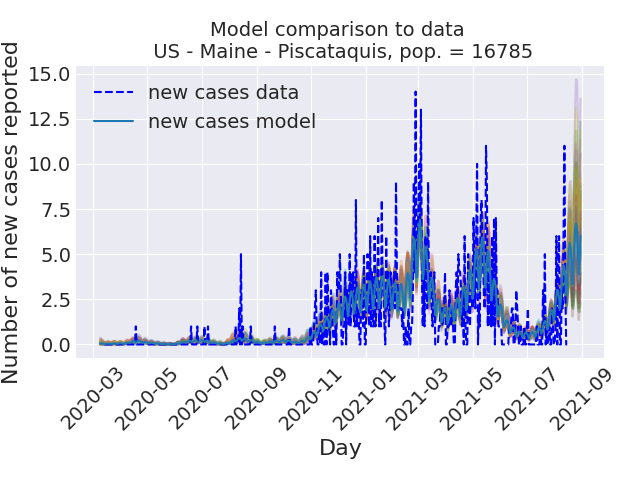 Model comparison to data
US - Maine - Piscataquis, pop. = 16785
Number of new cases reported
15.0
12.5
10.0
7.5
5.0
2.5
0.0
new cases data
new cases model
2020-03
2020-05
2020-07
2020-09
2020-11
2021-01
2021-03
2021-05
2021-07
2021-09
Day